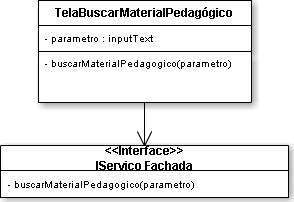 TelaBuscarMaterialPedagógico
- parametro : inputText
- buscarMaterialPedagogico(parametro)
<<Interface>>
IServico Fachada
- buscarMaterialPedagogico(parametro)